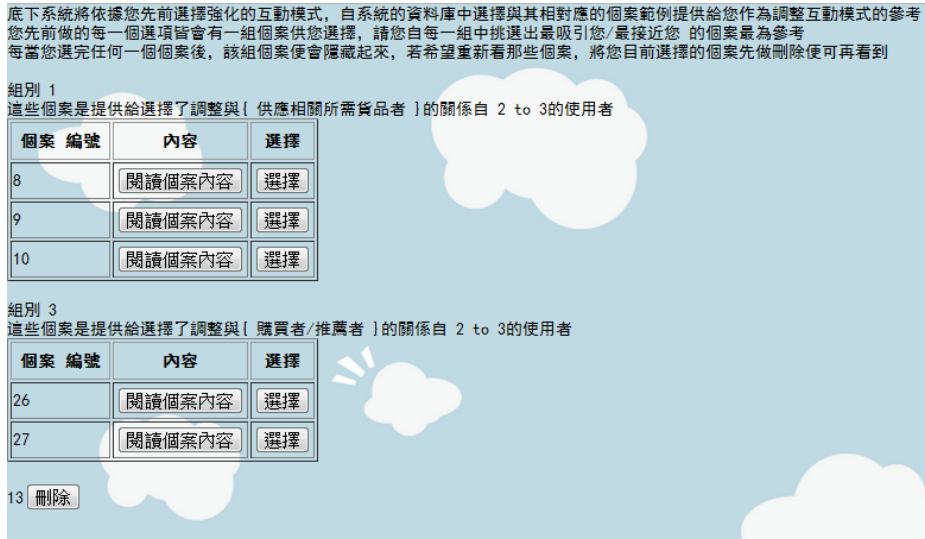 底下系統將依據您先前選擇強化的互動模式, 自系統的資料庫中選擇與其相對應的個案範例提供給您作為調整互動模式的參考
您先前做的每一個選項皆會有一組個案供您選擇, 請您自每一組中挑選出最吸引您/最接近您 的個案最為參考
每當您選完任何一個個案後, 該組個案便會隱藏起來, 若希望重新看那些個案, 將您目前選擇的個案先做刪除便可再看到
組別 1
這些個案是提供給選擇了調整與{ 供應相關所需貨品者 }的關係自 2 to 3的使用者
個案 編號 內容 選擇
8 閱讀個案內容 選擇
9 閱讀個案內容 選擇
10 閱讀個案內容 選擇
組別 3
這些個案是提供給選擇了調整與{ 購買者/推薦者 }的關係自 2 to 3的使用者
個案 編號 內容 選擇
26 閱讀個案內容 選擇
27 閱讀個案內容 選擇
13 刪除